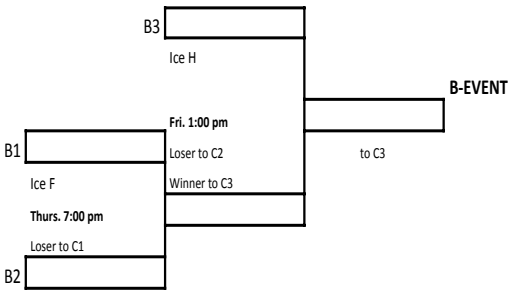 B3
Ice H
B-EVENT
Fri. 1:00 pm
B1
Loser to C2
to C3
Ice F
Winner to C3
Thurs. 7:00 pm
Loser to C1
B2